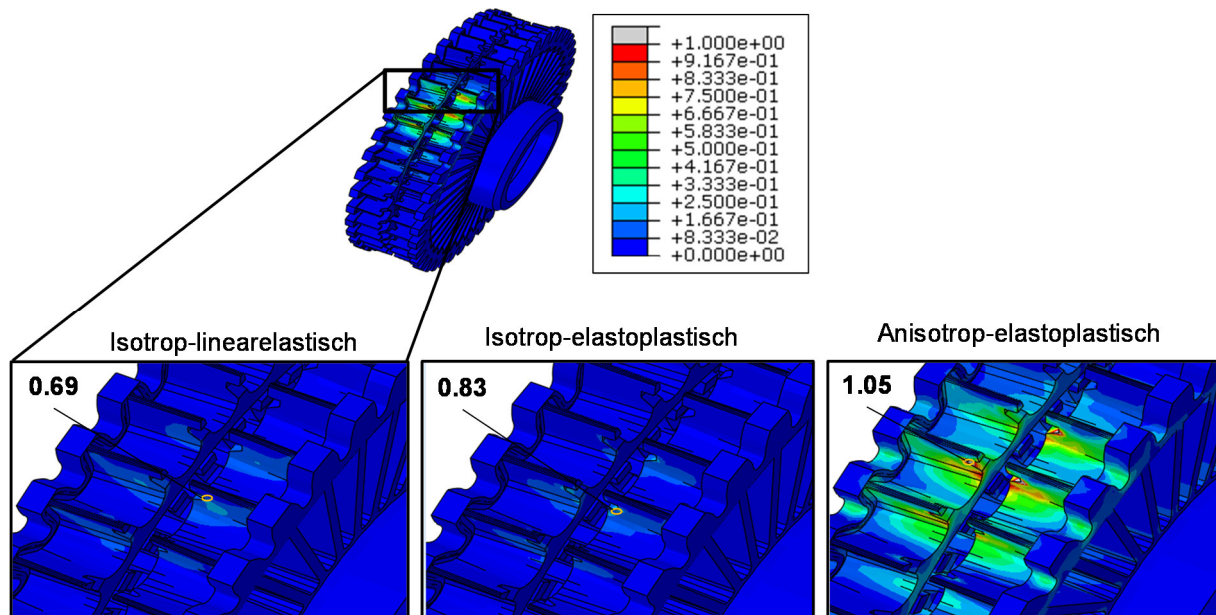 +1.000e+00
+9.167e-01
+8.333e-01
+7.500e-01
+6.667e-01
+5.833e-01
+5.000e-01
+4.167e-01
+3.333e-01
+2.500e-01
+1.667e-01
+8.333e-02
+0.000e+00
Isotrop-linearelastisch
Isotrop-elastoplastisch
Anisotrop-elastoplastisch
0.69
0.83
1.05